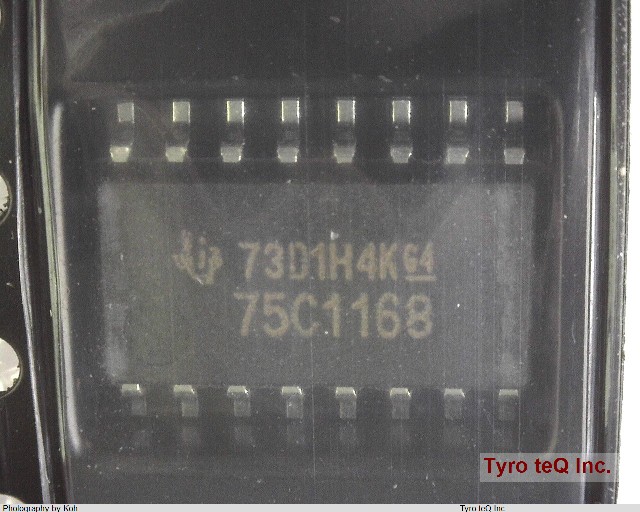 73D1H4K G4
75C1168
Tyro teQ Inc.
Photography by Koh
Tyro teQ Inc